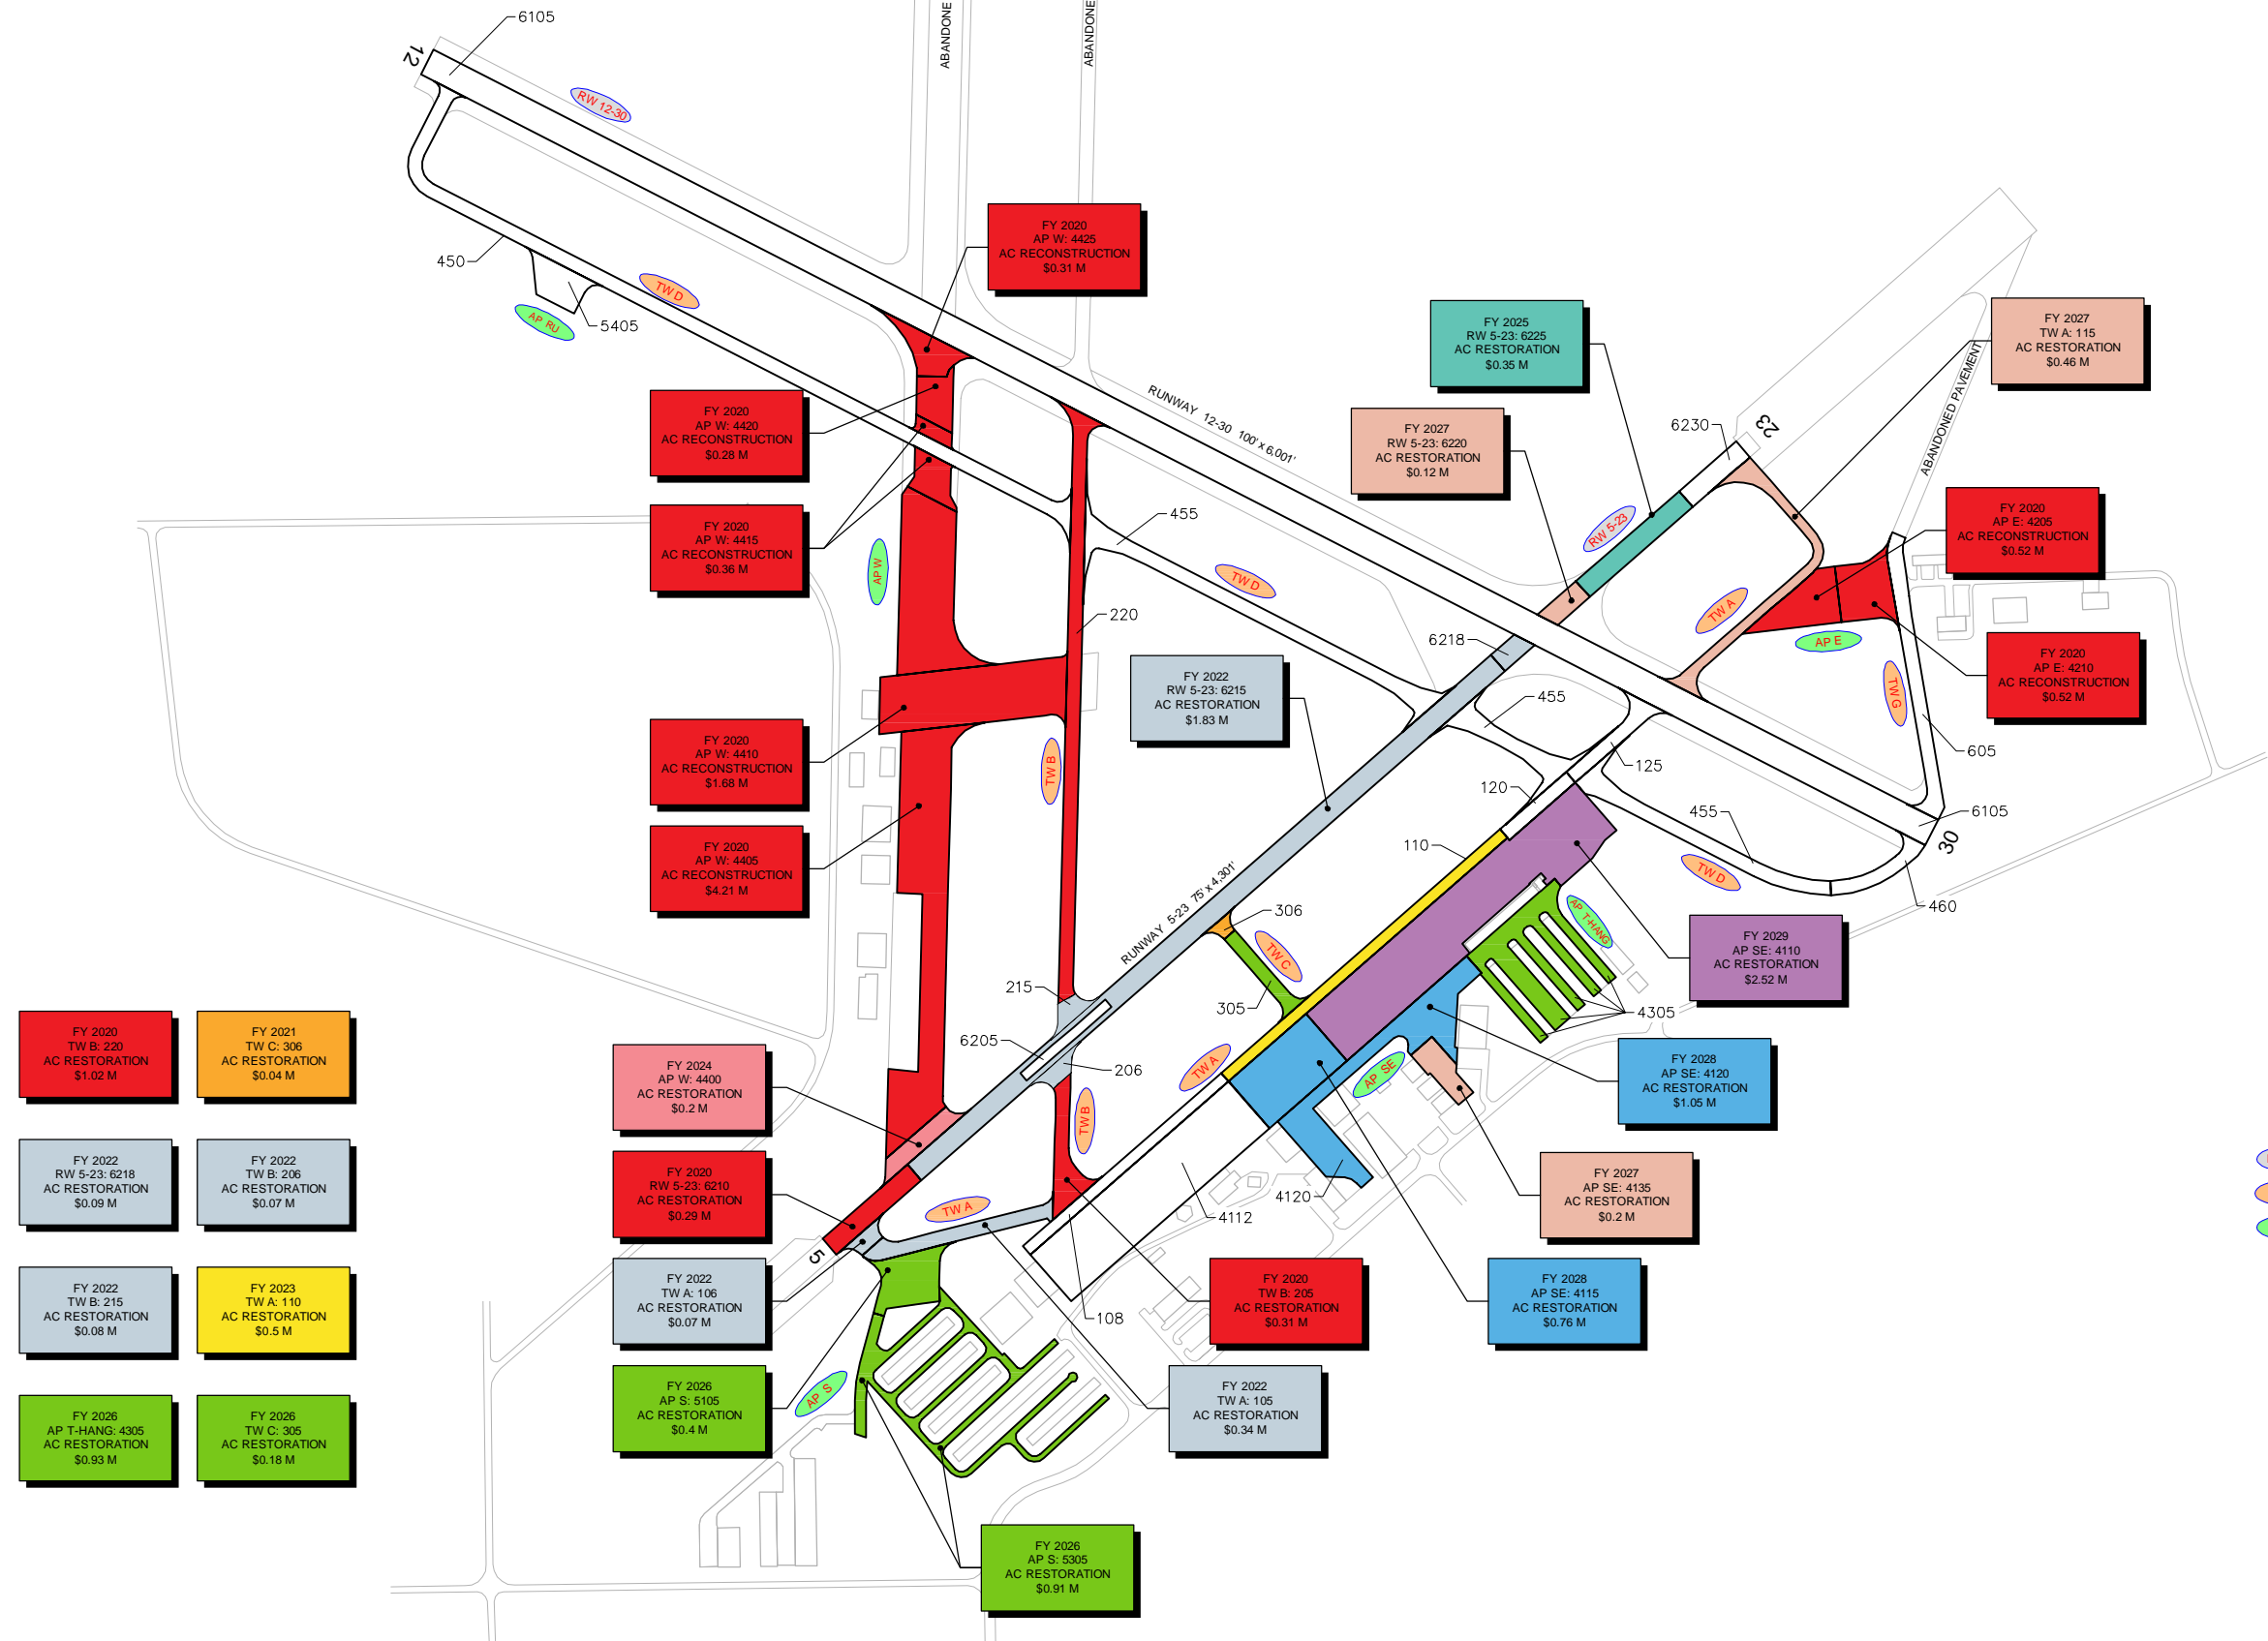 6105
12
RW 12-30
ABANDONE
ABANDONE
450
TW D
AP RU
5405
FY 2020
AP W: 4425
AC RECONSTRUCTION
$0.31 M
FY 2020
AP W: 4420
AC RECONSTRUCTION
$0.28 M
FY 2020
AP W: 4415
AC RECONSTRUCTION
$0.36 M
AP W
FY 2020
AP W: 4410
AC RECONSTRUCTION
$1.68 M
FY 2020
AP W: 4405
AC RECONSTRUCTION
$4.21 M
RUNWAY 12-30 100' x 6,001'
FY 2025
RW 5-23: 6225
AC RESTORATION
$0.35 M
FY 2027
RW 5-23: 6220
AC RESTORATION
$0.12 M
FY 2027
TW A: 115
AC RESTORATION
$0.46 M
6230
23
ABANDONED PAVEMENT
RW 5-23
FY 2020
AP E: 4205
AC RECONSTRUCTION
$0.52 M
FY 2020
AP E: 4210
AC RECONSTRUCTION
$0.52 M
TW A
AP E
TW G
605
6105
30
455
TW D
220
6218
FY 2022
RW 5-23: 6215
AC RESTORATION
$1.83 M
455
125
120
455
TW D
460
110
TW B
RUNWAY 5-23 75' x 4,301'
306
TW C
305
AP T-HANG
4305
FY 2029
AP SE: 4110
AC RESTORATION
$2.52 M
215
6205
206
TW B
TW A
AP SE
FY 2028
AP SE: 4120
AC RESTORATION
$1.05 M
FY 2027
AP SE: 4135
AC RESTORATION
$0.2 M
4120
4112
FY 2028
AP SE: 4115
AC RESTORATION
$0.76 M
FY 2024
AP W: 4400
AC RESTORATION
$0.2 M
FY 2020
RW 5-23: 6210
AC RESTORATION
$0.29 M
5
TW A
FY 2022
TW A: 106
AC RESTORATION
$0.07 M
108
FY 2020
TW B: 205
AC RESTORATION
$0.31 M
FY 2026
AP S: 5105
AC RESTORATION
$0.4 M
AP S
FY 2022
TW A: 105
AC RESTORATION
$0.34 M
FY 2026
AP S: 5305
AC RESTORATION
$0.91 M
FY 2020
TW B: 220
AC RESTORATION
$1.02 M
FY 2021
TW C: 306
AC RESTORATION
$0.04 M
FY 2022
RW 5-23: 6218
AC RESTORATION
$0.09 M
FY 2022
TW B: 206
AC RESTORATION
$0.07 M
FY 2022
TW B: 215
AC RESTORATION
$0.08 M
FY 2023
TW A: 110
AC RESTORATION
$0.5 M
FY 2026
AP T-HANG: 4305
AC RESTORATION
$0.93 M
FY 2026
TW C: 305
AC RESTORATION
$0.18 M